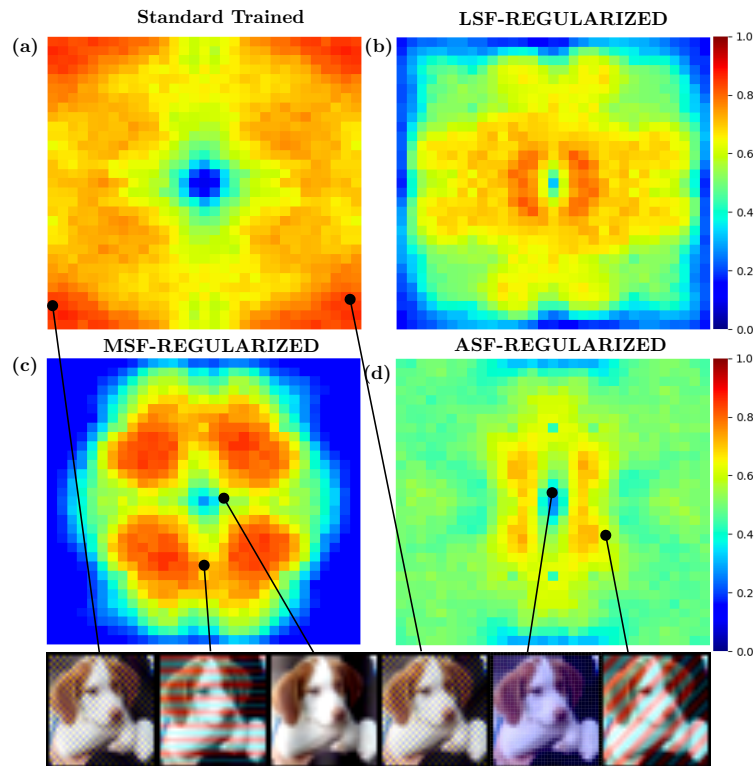 Standard Trained
LSF-REGULARIZED
(a)
(b)
1.0
0.8
0.6
0.4
0.2
0.0
MSF-REGULARIZED
ASF-REGULARIZED
(c)
(d)
1.0
0.8
0.6
0.4
0.2
0.0